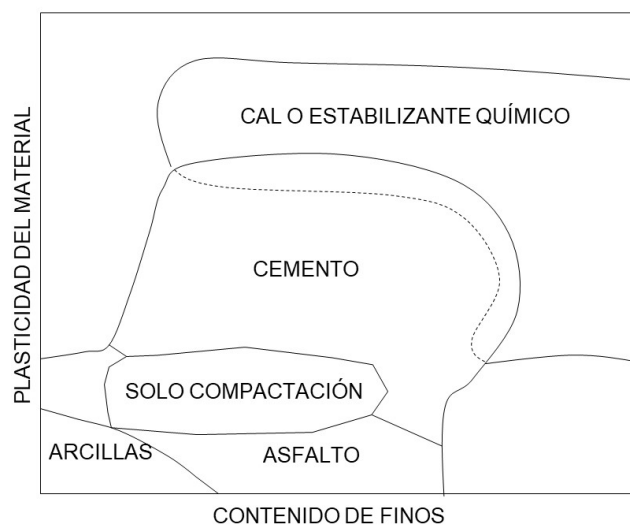 CAL O ESTABILIZANTE QUÍMICO
PLASTICIDAD DEL MATERIAL
CEMENTO
SOLO COMPACTACIÓN
ARCILLAS
ASFALTO
CONTENIDO DE FINOS